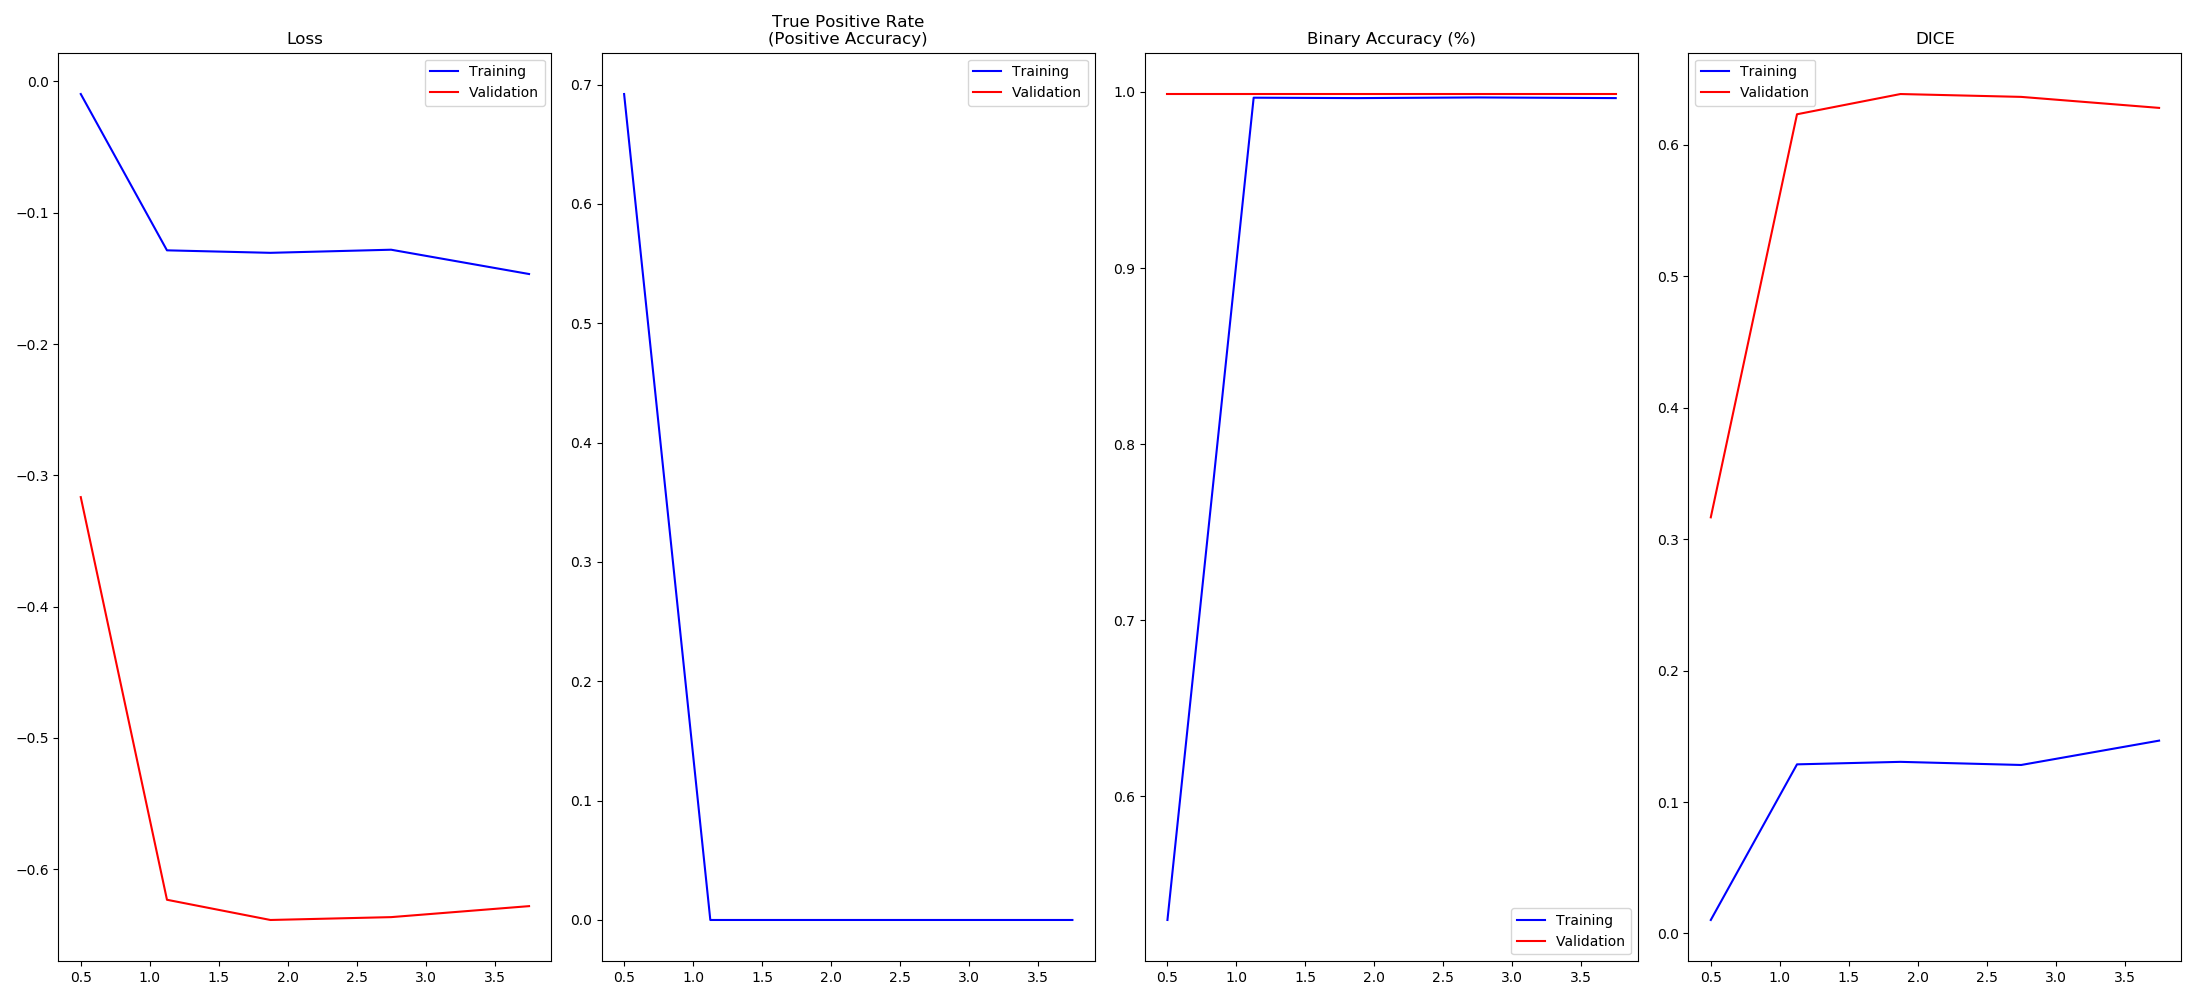 Loss
0.0
−0.1
−0.2
−0.3
−0.4
−0.5
−0.6
0.5 1.0 1.5 2.0 2.5 3.0 3.5
Training
Validation
True Positive Rate
(Positive Accuracy)
0.7
0.6
0.5
0.4
0.3
0.2
0.1
0.0
0.5 1.0 1.5 2.0 2.5 3.0 3.5
Training
Validation
Binary Accuracy (%)
1.0
0.9
0.8
0.7
0.6
0.5 1.0 1.5 2.0 2.5 3.0 3.5
Training
Validation
DICE
Training
Validation
0.6
0.5
0.4
0.3
0.2
0.1
0.0
0.5 1.0 1.5 2.0 2.5 3.0 3.5